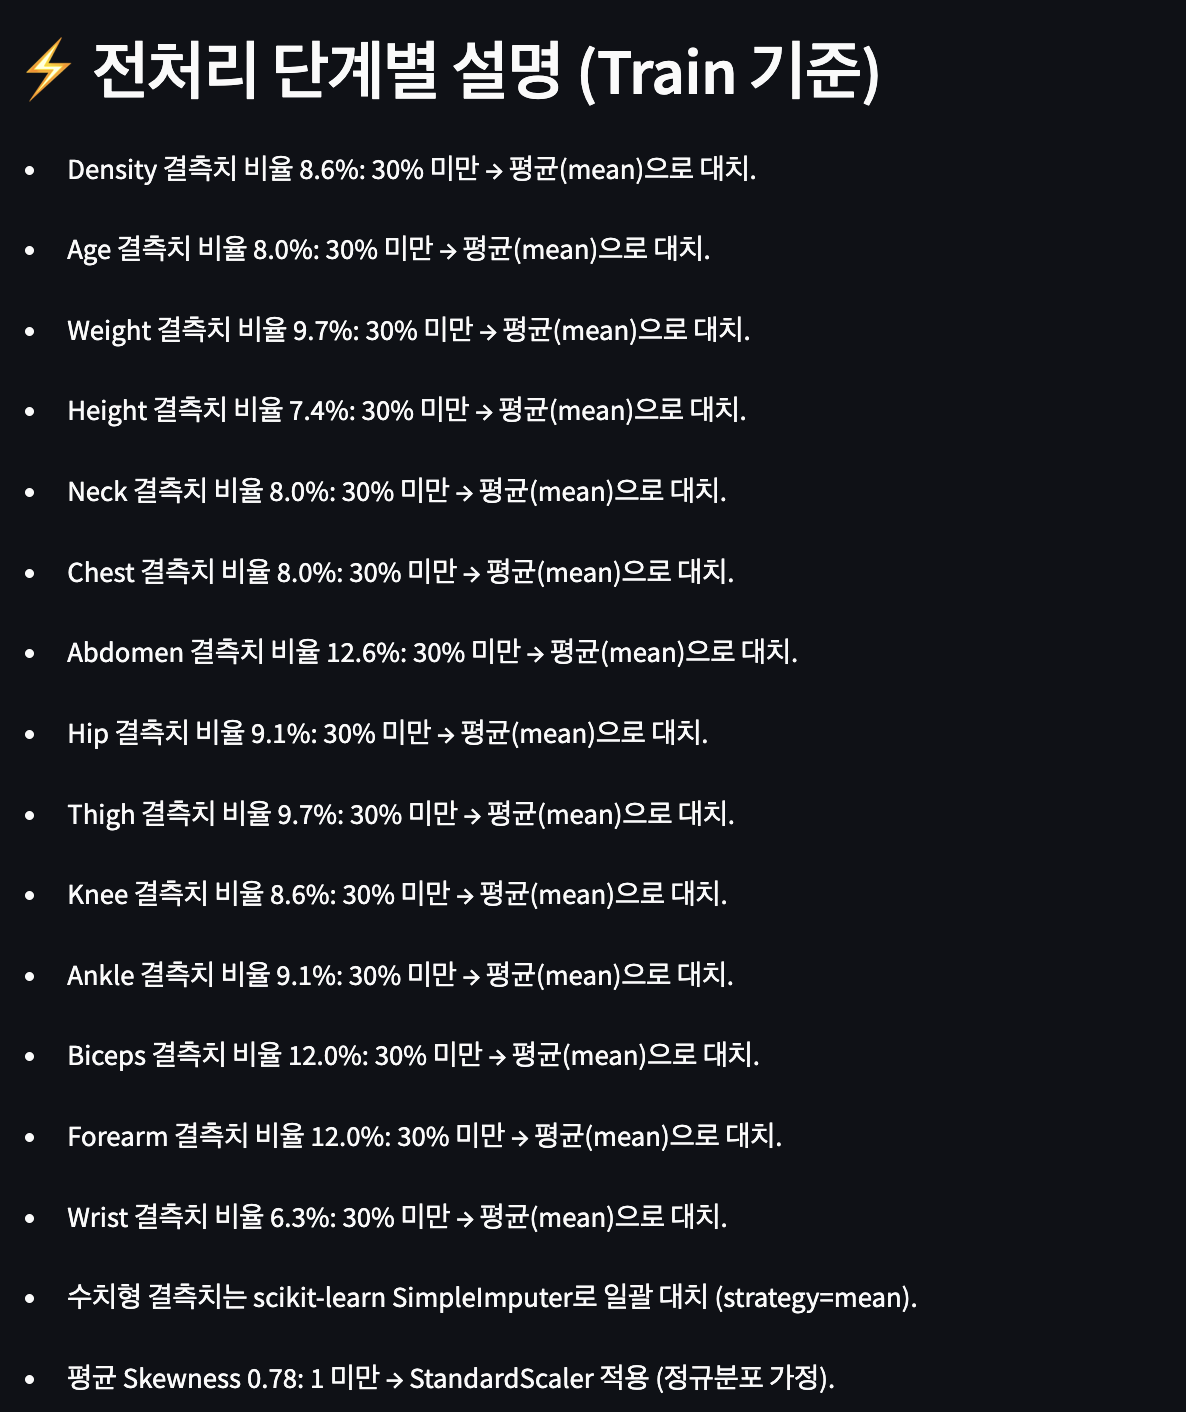 ⚡ 전처리 단계별 설명 (Train 기준)
• Density 결측치 비율 8.6%: 30% 미만 → 평균(mean)으로 대치.
• Age 결측치 비율 8.0%: 30% 미만 → 평균(mean)으로 대치.
• Weight 결측치 비율 9.7%: 30% 미만 → 평균(mean)으로 대치.
• Height 결측치 비율 7.4%: 30% 미만 → 평균(mean)으로 대치.
• Neck 결측치 비율 8.0%: 30% 미만 → 평균(mean)으로 대치.
• Chest 결측치 비율 8.0%: 30% 미만 → 평균(mean)으로 대치.
• Abdomen 결측치 비율 12.6%: 30% 미만 → 평균(mean)으로 대치.
• Hip 결측치 비율 9.1%: 30% 미만 → 평균(mean)으로 대치.
• Thigh 결측치 비율 9.7%: 30% 미만 → 평균(mean)으로 대치.
• Knee 결측치 비율 8.6%: 30% 미만 → 평균(mean)으로 대치.
• Ankle 결측치 비율 9.1%: 30% 미만 → 평균(mean)으로 대치.
• Biceps 결측치 비율 12.0%: 30% 미만 → 평균(mean)으로 대치.
• Forearm 결측치 비율 12.0%: 30% 미만 → 평균(mean)으로 대치.
• Wrist 결측치 비율 6.3%: 30% 미만 → 평균(mean)으로 대치.
• 수치형 결측치는 scikit-learn SimpleImputer로 일괄 대치 (strategy=mean).
• 평균 Skewness 0.78: 1 미만 → StandardScaler 적용 (정규분포 가정).